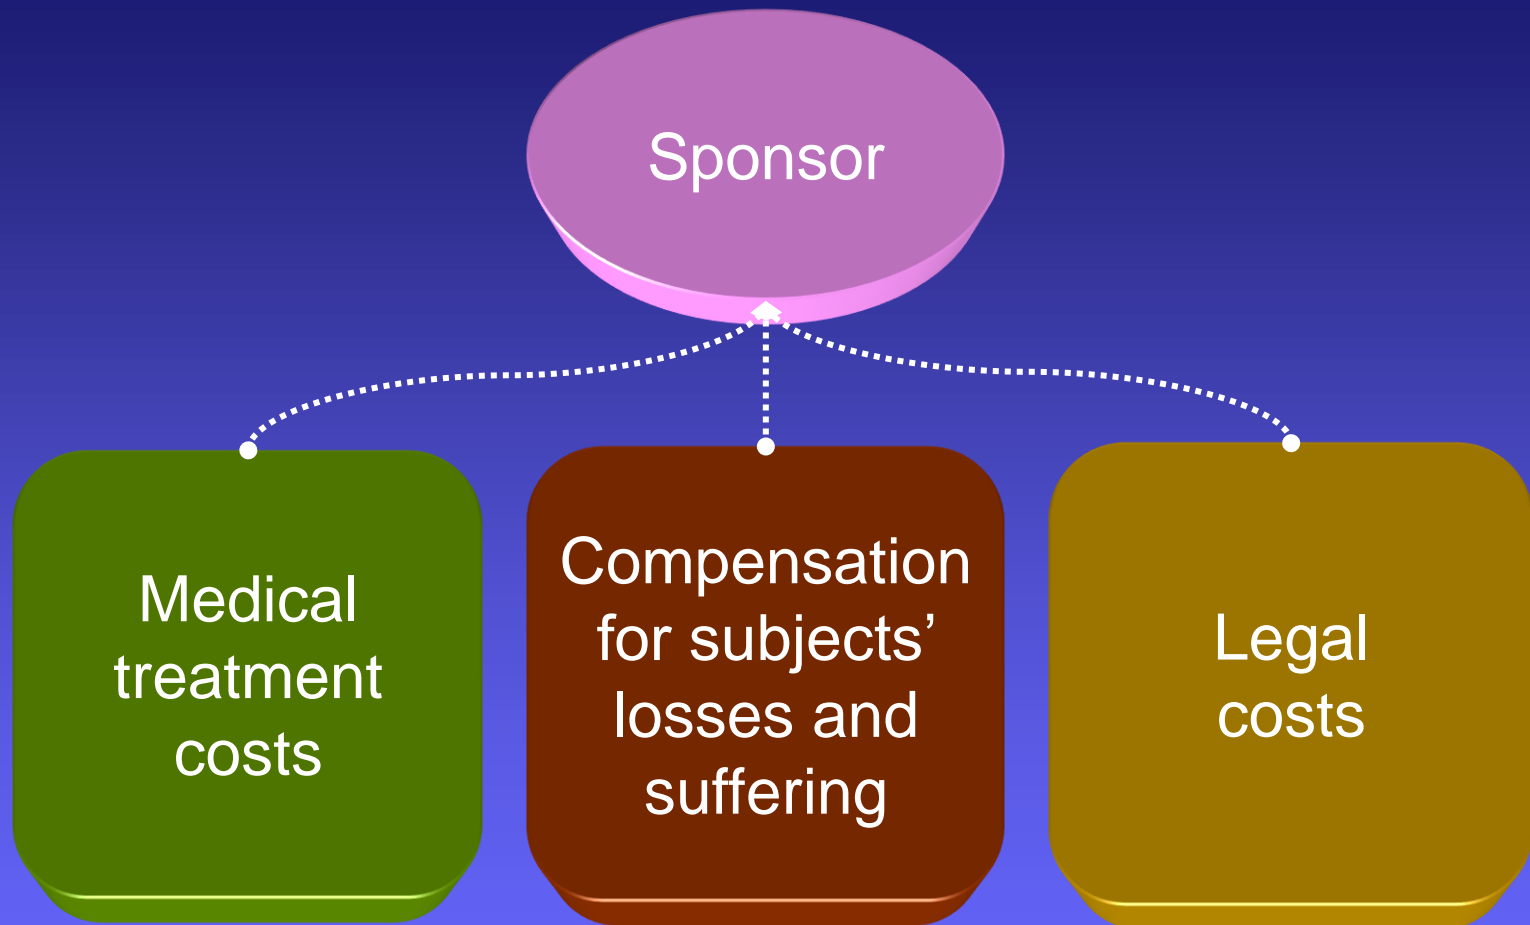 Sponsor
Medical
treatment
costs
Compensation
for subjects’
losses and
suffering
Legal
costs